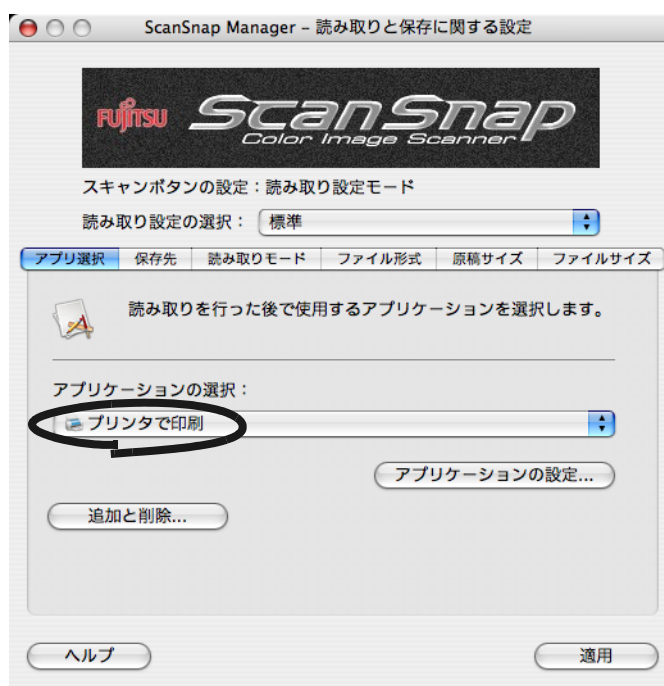 ScanSnap Manager – 読み取りと保存に関する設定
FUJITSU ScanSnap
Color Image Scanner
スキャンボタンの設定：読み取り設定モード
読み取り設定の選択： 標準
アプリ選択 保存先 読み取りモード ファイル形式 原稿サイズ ファイルサイズ
読み取りを行った後で使用するアプリケーションを選択します。
アプリケーションの選択：
プリンタで印刷
アプリケーションの設定...
追加と削除...
ヘルプ 適用